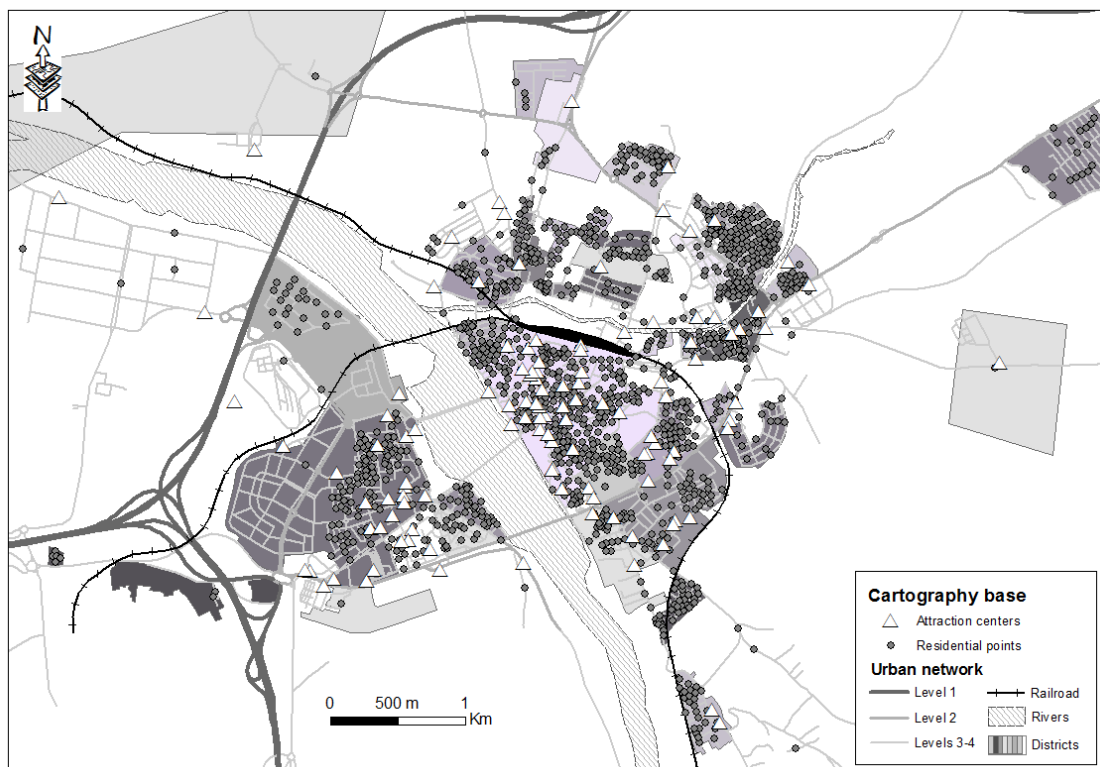 N
0 500 m 1
Km
Cartography base
Attraction centers
Residential points
Urban network
Level 1 Railroad
Level 2 Rivers
Levels 3-4 Districts